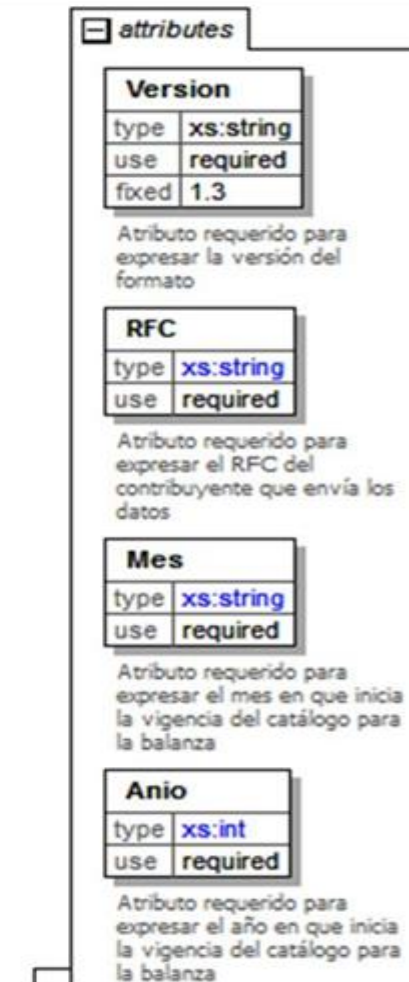 attributes
Version
type xs:string
use required
fixed 1.3
Atributo requerido para
expresar la versión del
formato
RFC
type xs:string
use required
Atributo requerido para
expresar el RFC del
contribuyente que envía los
datos
Mes
type xs:string
use required
Atributo requerido para
expresar el mes en que inicia
la vigencia del catálogo para
la balanza
Anio
type xs:int
use required
Atributo requerido para
expresar el año en que inicia
la vigencia del catálogo para
la balanza